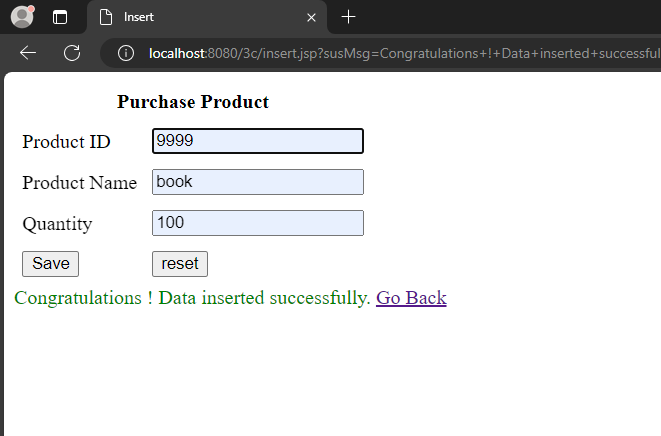 Insert
localhost:8080/3c/insert.jsp?susMsg=Congratulations+!+Data+inserted+successful
Purchase Product
Product ID 9999
Product Name book
Quantity 100
Save reset
Congratulations ! Data inserted successfully. Go Back